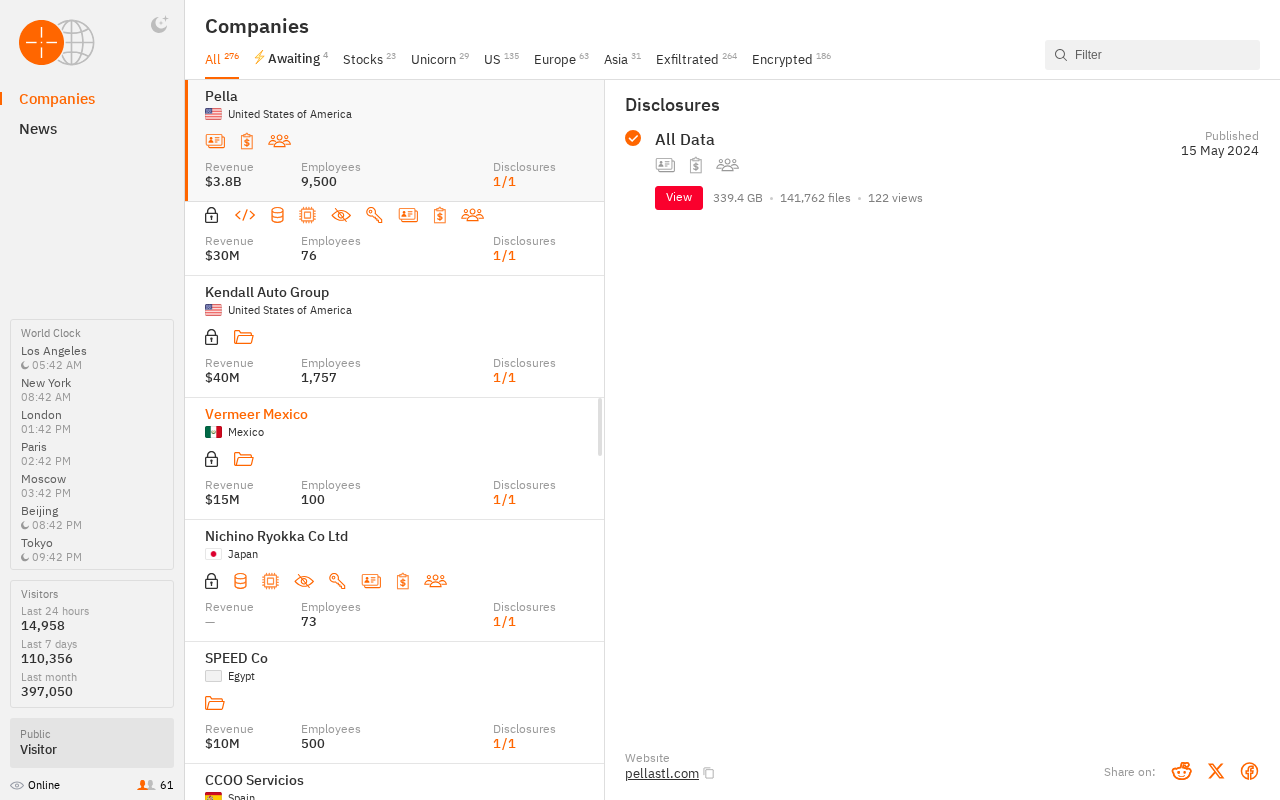 Companies
News
World Clock
Los Angeles
05:42 AM
New York
08:42 AM
London
01:42 PM
Paris
02:42 PM
Moscow
03:42 PM
Beijing
08:42 PM
Tokyo
09:42 PM
Visitors
Last 24 hours
14,958
Last 7 days
110,356
Last month
397,050
Public
Visitor
Online 61
Companies
All 276 Awaiting 4 Stocks 23 Unicorn 29 US 135 Europe 63 Asia 31 Exfiltrated 264 Encrypted 186
Filter
Pella
United States of America
Revenue Employees Disclosures
$3.8B 9,500 1/1
Revenue Employees Disclosures
$30M 76 1/1
Kendall Auto Group
United States of America
Revenue Employees Disclosures
$40M 1,757 1/1
Vermeer Mexico
Mexico
Revenue Employees Disclosures
$15M 100 1/1
Nichino Ryokka Co Ltd
Japan
Revenue Employees Disclosures
— 73 1/1
SPEED Co
Egypt
Revenue Employees Disclosures
$10M 500 1/1
CCOO Servicios
Spain
Disclosures
All Data
Published
15 May 2024
View 339.4 GB • 141,762 files • 122 views
Website
pellastl.com
Share on: